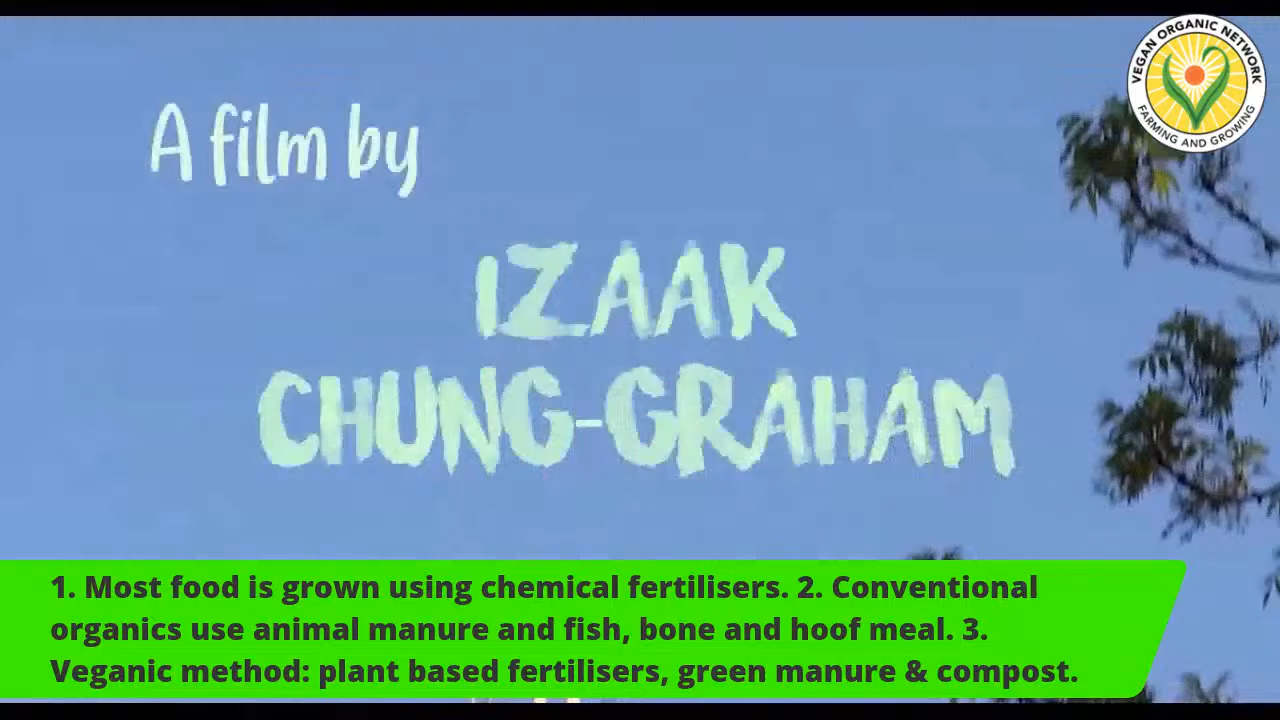 VEGAN ORGANIC NETWORK
FARMING AND GROWING
A film by
IZAAK
CHUNG-GRAHAM
1. Most food is grown using chemical fertilisers. 2. Conventional
organics use animal manure and fish, bone and hoof meal. 3.
Veganic method: plant based fertilisers, green manure & compost.